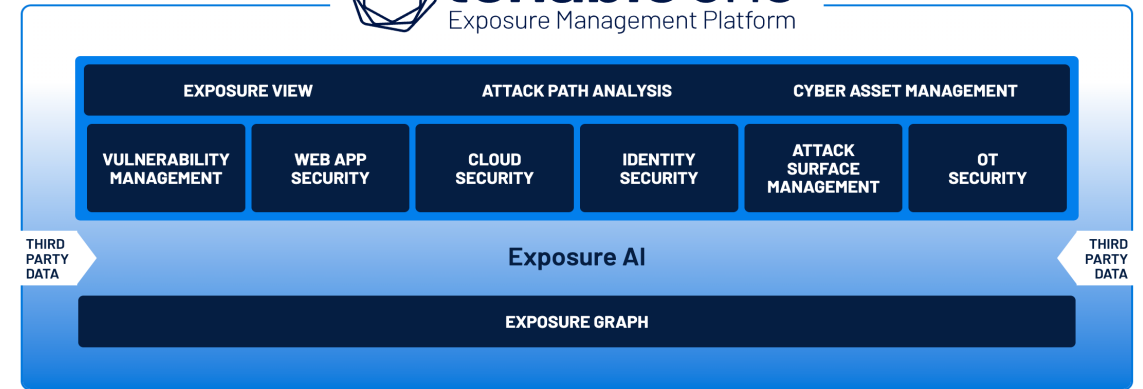 Exposure Management Platform
EXPOSURE VIEW
ATTACK PATH ANALYSIS
CYBER ASSET MANAGEMENT
VULNERABILITY
MANAGEMENT
WEB APP
SECURITY
CLOUD
SECURITY
IDENTITY
SECURITY
ATTACK
SURFACE
MANAGEMENT
OT
SECURITY
THIRD
PARTY
DATA
Exposure AI
THIRD
PARTY
DATA
EXPOSURE GRAPH